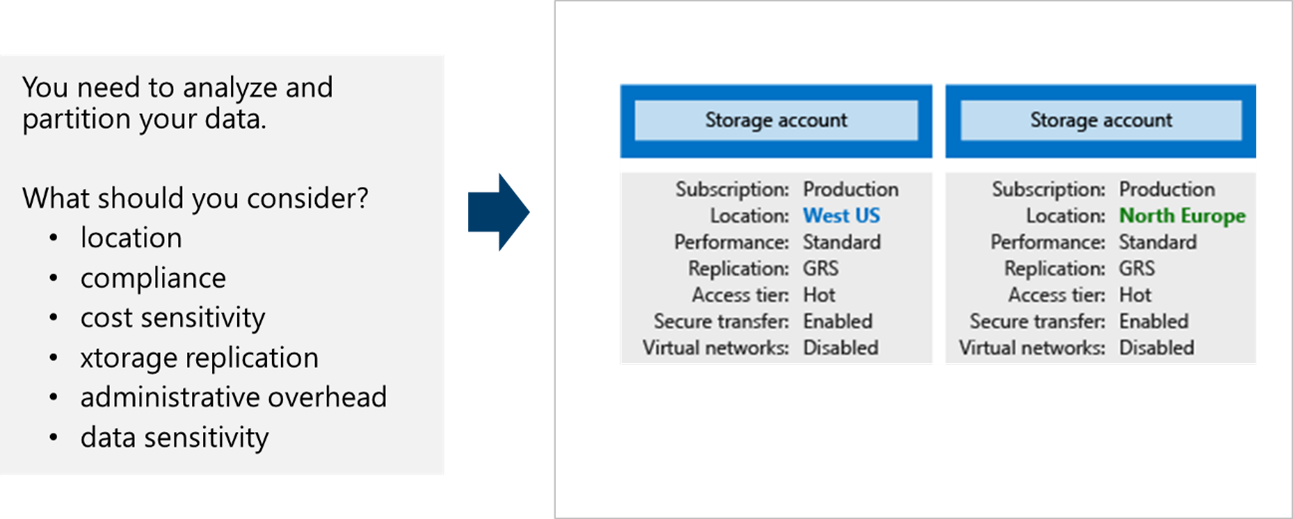 You need to analyze and
partition your data.
What should you consider?
• location
• compliance
• cost sensitivity
• xtorage replication
• administrative overhead
• data sensitivity
Storage account
Subscription: Production
Location: West US
Performance: Standard
Replication: GRS
Access tier: Hot
Secure transfer: Enabled
Virtual networks: Disabled
Storage account
Subscription: Production
Location: North Europe
Performance: Standard
Replication: GRS
Access tier: Hot
Secure transfer: Enabled
Virtual networks: Disabled